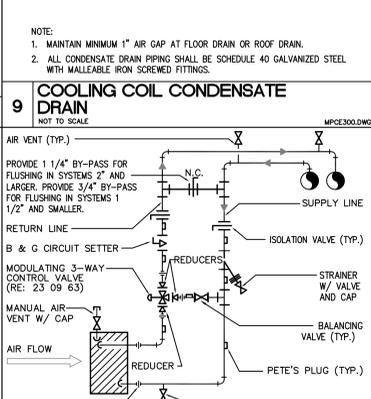 NOTE:
1. MAINTAIN MINIMUM 1" AIR GAP AT FLOOR DRAIN OR ROOF DRAIN.
2. ALL CONDENSATE DRAIN PIPING SHALL BE SCHEDULE 40 GALVANIZED STEEL
WITH MALLEABLE IRON SCREWED FITTINGS.
9
COOLING COIL CONDENSATE
DRAIN
NOT TO SCALE
MPCE300.DWG
AIR VENT (TYP.)
PROVIDE 1 1/4" BY-PASS FOR
FLUSHING IN SYSTEMS 2" AND
LARGER. PROVIDE 3/4" BY-PASS
FOR FLUSHING IN SYSTEMS 1
1/2" AND SMALLER.
N.C.
RETURN LINE
SUPPLY LINE
B & G CIRCUIT SETTER
ISOLATION VALVE (TYP.)
MODULATING 3-WAY
CONTROL VALVE
(RE: 23 09 63)
REDUCERS
STRAINER
W/ VALVE
AND CAP
MANUAL AIR
VENT W/ CAP
BALANCING
VALVE (TYP.)
AIR FLOW
REDUCER
PETE'S PLUG (TYP.)